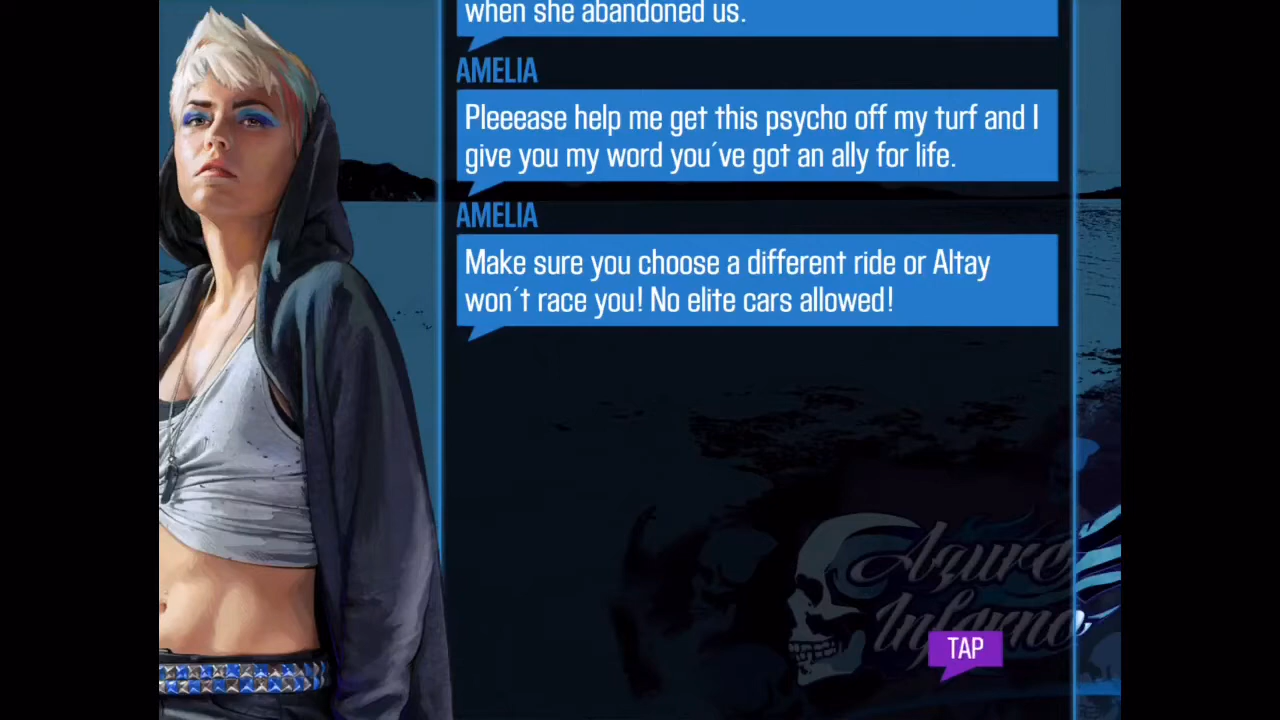 when she abandoned us.
AMELIA
Pleeease help me get this psycho off my turf and I
give you my word you´ve got an ally for life.
AMELIA
Make sure you choose a different ride or Altay
won´t race you! No elite cars allowed!
Azure
Inferno
TAP